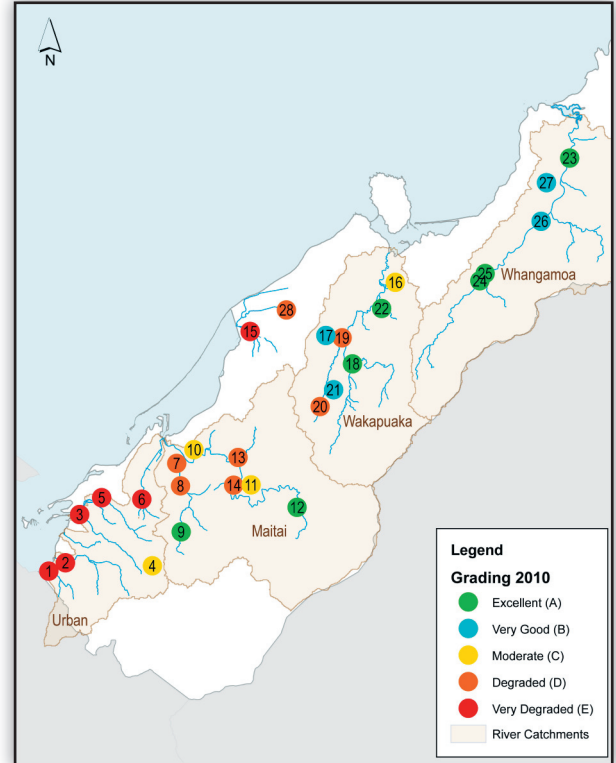 N
23
27
26
25
24
Whangamoa
16
22
28
15
17
19
18
21
20
Wakapuaka
10
7
13
8
14
11
12
9
Maitai
5
6
3
2
1
4
Urban
Legend
Grading 2010
Excellent (A)
Very Good (B)
Moderate (C)
Degraded (D)
Very Degraded (E)
River Catchments